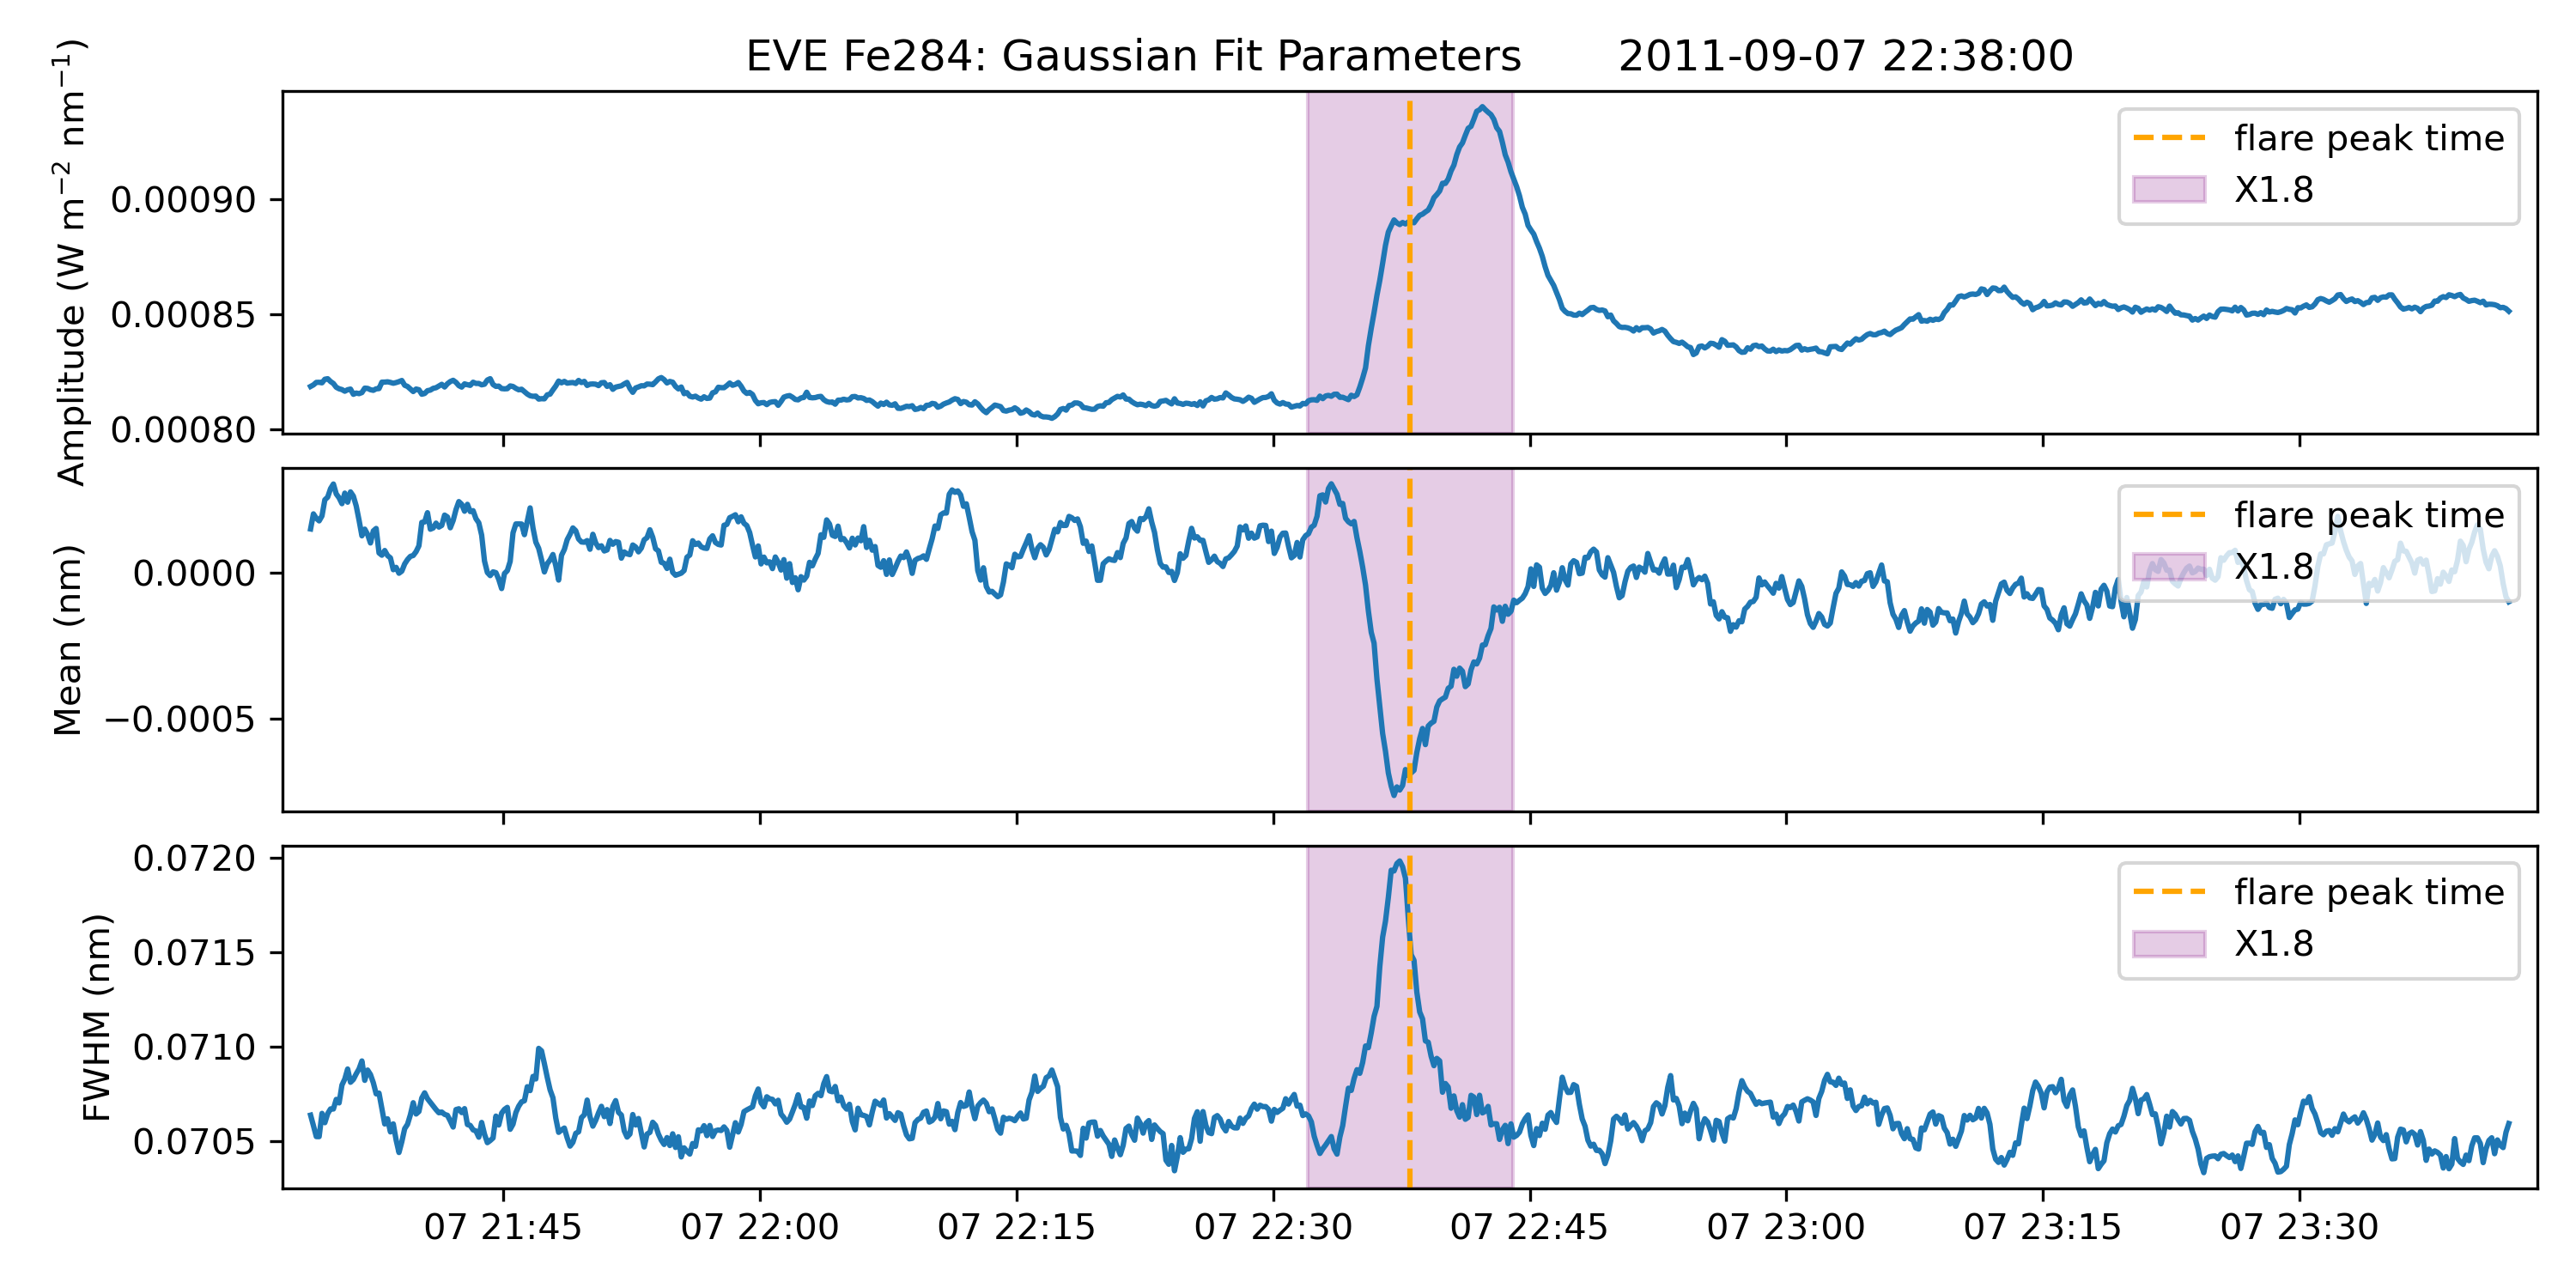 EVE Fe284: Gaussian Fit Parameters 2011-09-07 22:38:00
Amplitude (W m⁻² nm⁻¹)
0.00090
0.00085
0.00080
flare peak time
X1.8
Mean (nm)
0.0000
−0.0005
flare peak time
X1.8
FWHM (nm)
0.0720
0.0715
0.0710
0.0705
flare peak time
X1.8
07 21:45 07 22:00 07 22:15 07 22:30 07 22:45 07 23:00 07 23:15 07 23:30